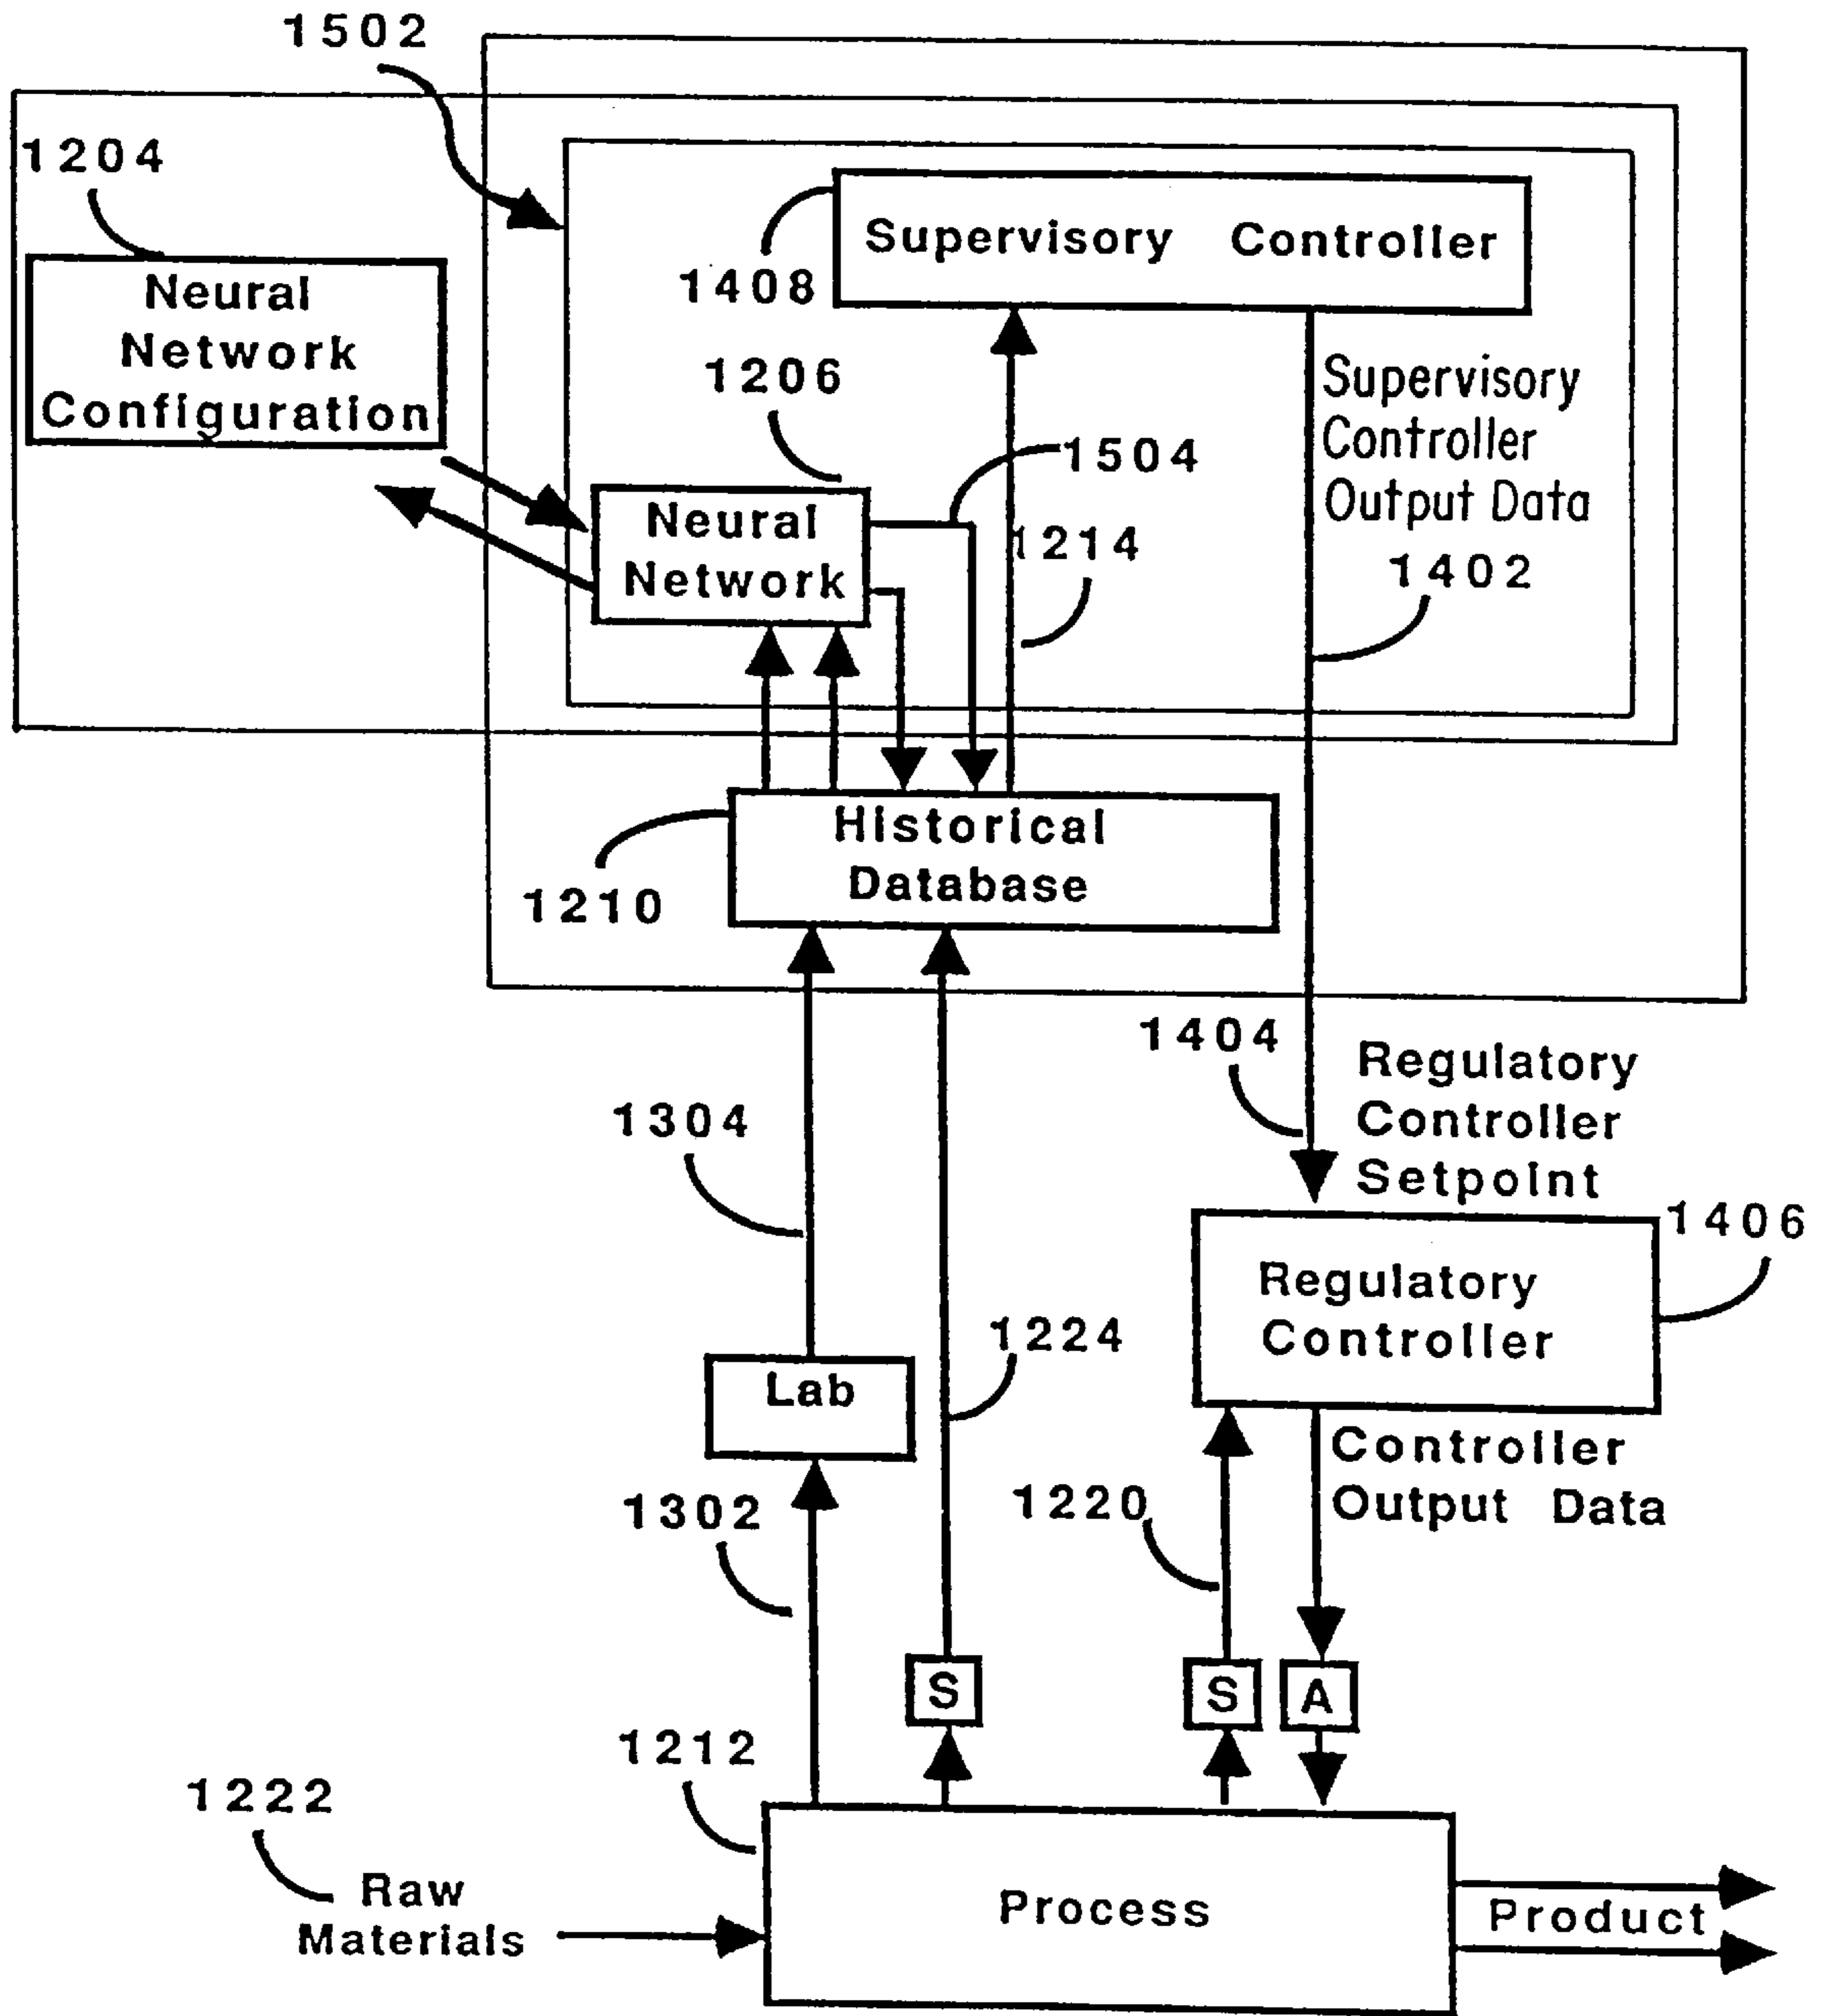 1502
1204
Neural
Network
Configuration
Supervisory Controller
1408
1206
Supervisory
Controller
Output Data
1504
Neural
Network
1214
1402
Historical
Database
1210
1404
Regulatory
Controller
Setpoint
1304
1406
Regulatory
Controller
1224
Lab
Controller
Output Data
1302
1220
S
S
A
1212
1222
Raw
Materials
Process
Product